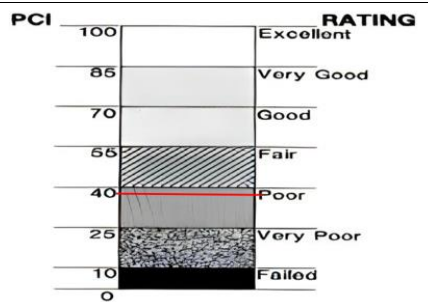 PCI RATING
100 Excellent
85 Very Good
70 Good
55 Fair
40 Poor
25 Very Poor
10 Failed
0